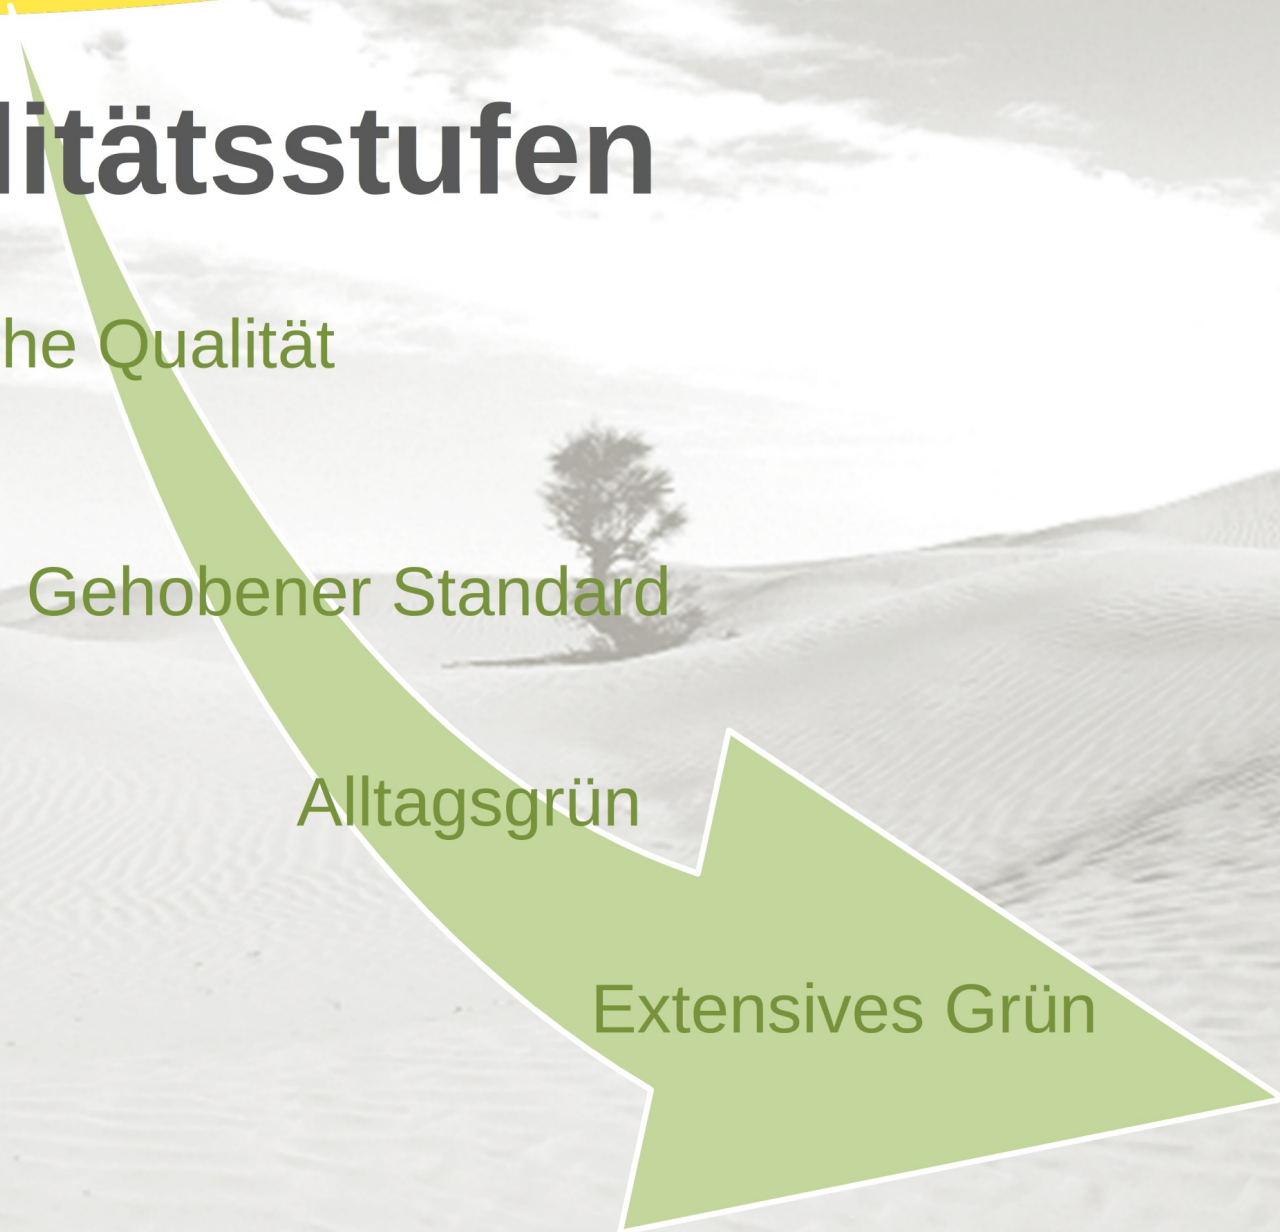 litätsstufen
he Qualität
Gehobener Standard
Alltagsgrün
Extensives Grün